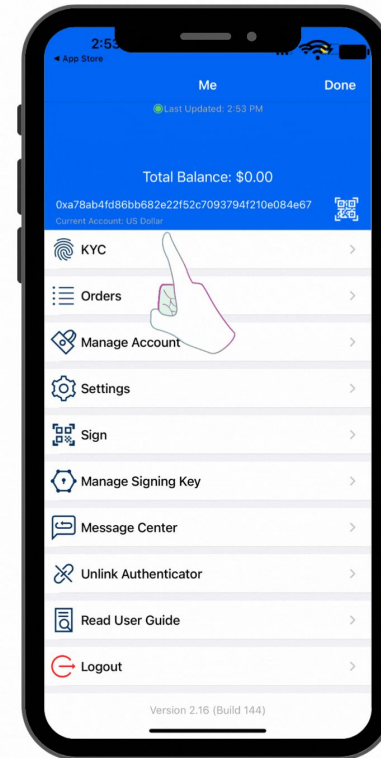 2:53
◀ App Store
Me
Done
Last Updated: 2:53 PM
Total Balance: $0.00
0xa78ab4fd86bb682e22f52c7093794f210e084e67
Current Account: US Dollar
KYC
Orders
Manage Account
Settings
Sign
Manage Signing Key
Message Center
Unlink Authenticator
Read User Guide
Logout
Version 2.16 (Build 144)